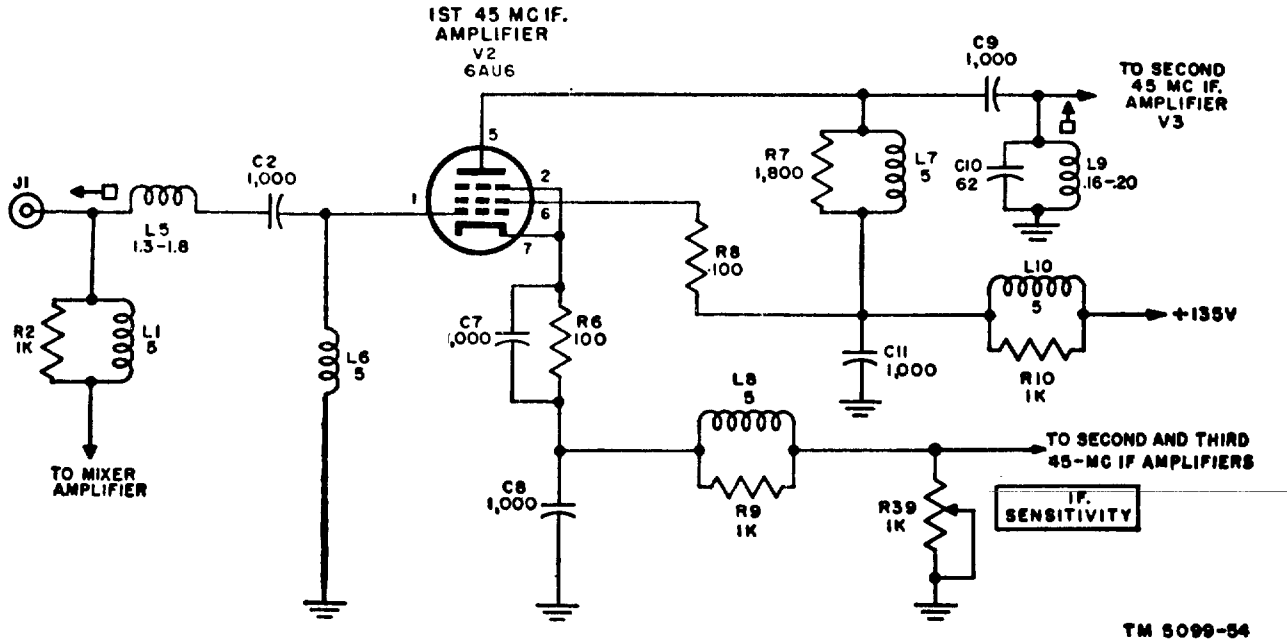 1ST 45 MC IF.
AMPLIFIER
V2
6AU6
C9
1,000
TO SECOND
45 MC IF.
AMPLIFIER
V3
J1
L5
1.3-1.8
C2
1,000
1
5
2
6
7
R7
1,800
L7
5
C10
62
L9
.16-.20
R8
100
R2
1K
L1
5
TO MIXER
AMPLIFIER
L6
5
C7
1,000
R6
100
C11
1,000
L10
5
+135V
R10
1K
L8
5
R9
1K
C8
1,000
TO SECOND AND THIRD
45-MC IF AMPLIFIERS
R39
1K
IF.
SENSITIVITY
TM 5099-54